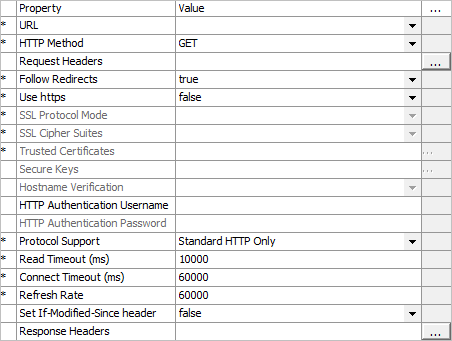 Property Value ...
* URL
* HTTP Method GET
Request Headers ...
* Follow Redirects true
* Use https false
* SSL Protocol Mode
* SSL Cipher Suites
* Trusted Certificates ...
Secure Keys ...
Hostname Verification
HTTP Authentication Username
HTTP Authentication Password
* Protocol Support Standard HTTP Only
* Read Timeout (ms) 10000
* Connect Timeout (ms) 60000
* Refresh Rate 60000
Set If-Modified-Since header false
Response Headers ...